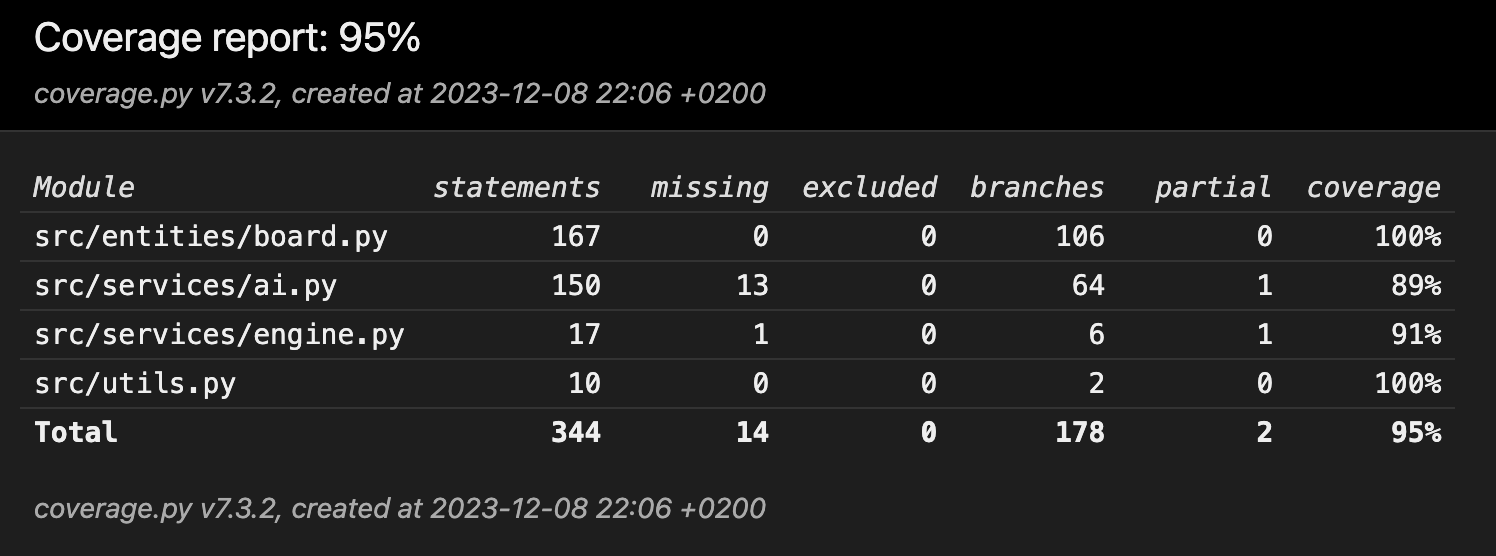 Coverage report: 95%
coverage.py v7.3.2, created at 2023-12-08 22:06 +0200
Module statements missing excluded branches partial coverage
src/entities/board.py 167 0 0 106 0 100%
src/services/ai.py 150 13 0 64 1 89%
src/services/engine.py 17 1 0 6 1 91%
src/utils.py 10 0 0 2 0 100%
Total 344 14 0 178 2 95%
coverage.py v7.3.2, created at 2023-12-08 22:06 +0200